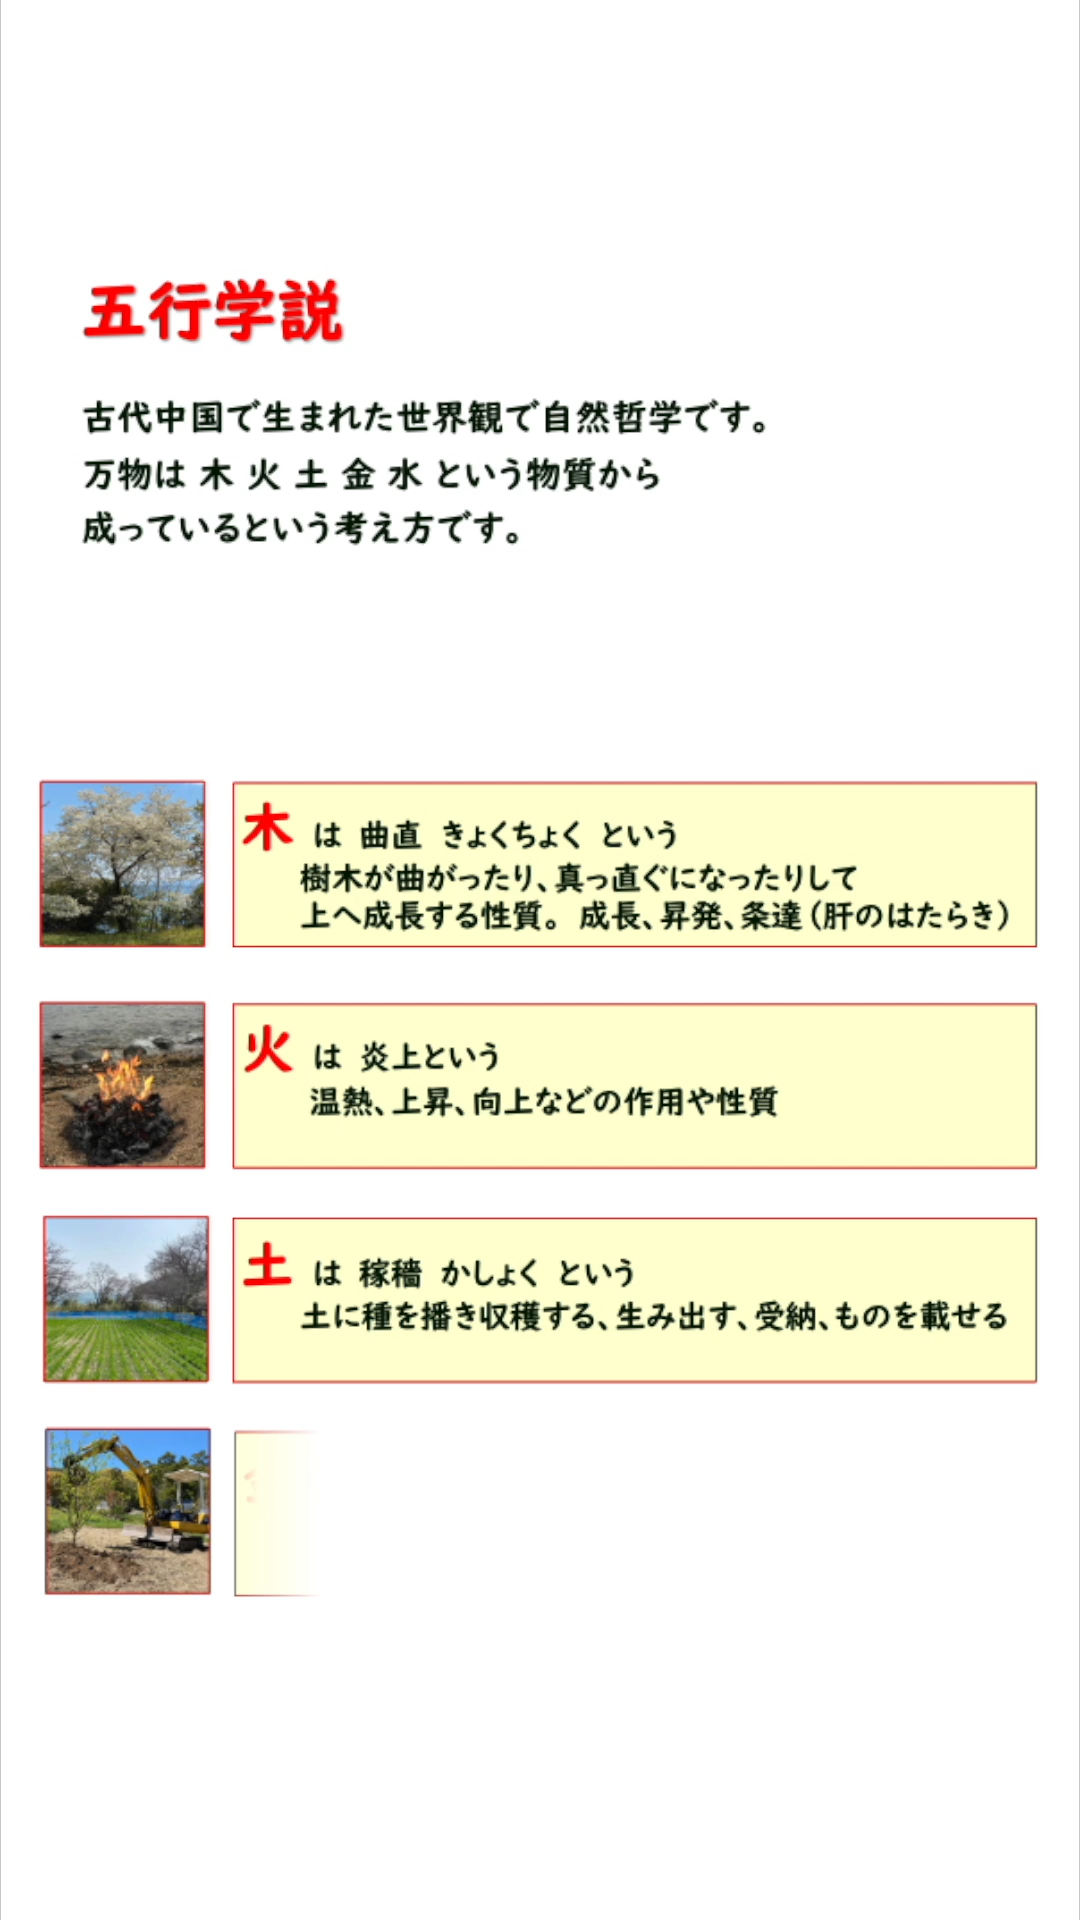 五行学説
古代中国で生まれた世界観で自然哲学です。
万物は 木 火 土 金 水 という物質から
成っているという考え方です。
木 は 曲直 きょくちょく という
樹木が曲がったり、真っ直ぐになったりして
上へ成長する性質。 成長、昇発、条達（肝のはたらき）
火 は 炎上という
温熱、上昇、向上などの作用や性質
土 は 稼穡 かしょく という
土に種を播き収穫する、生み出す、受納、ものを載せる